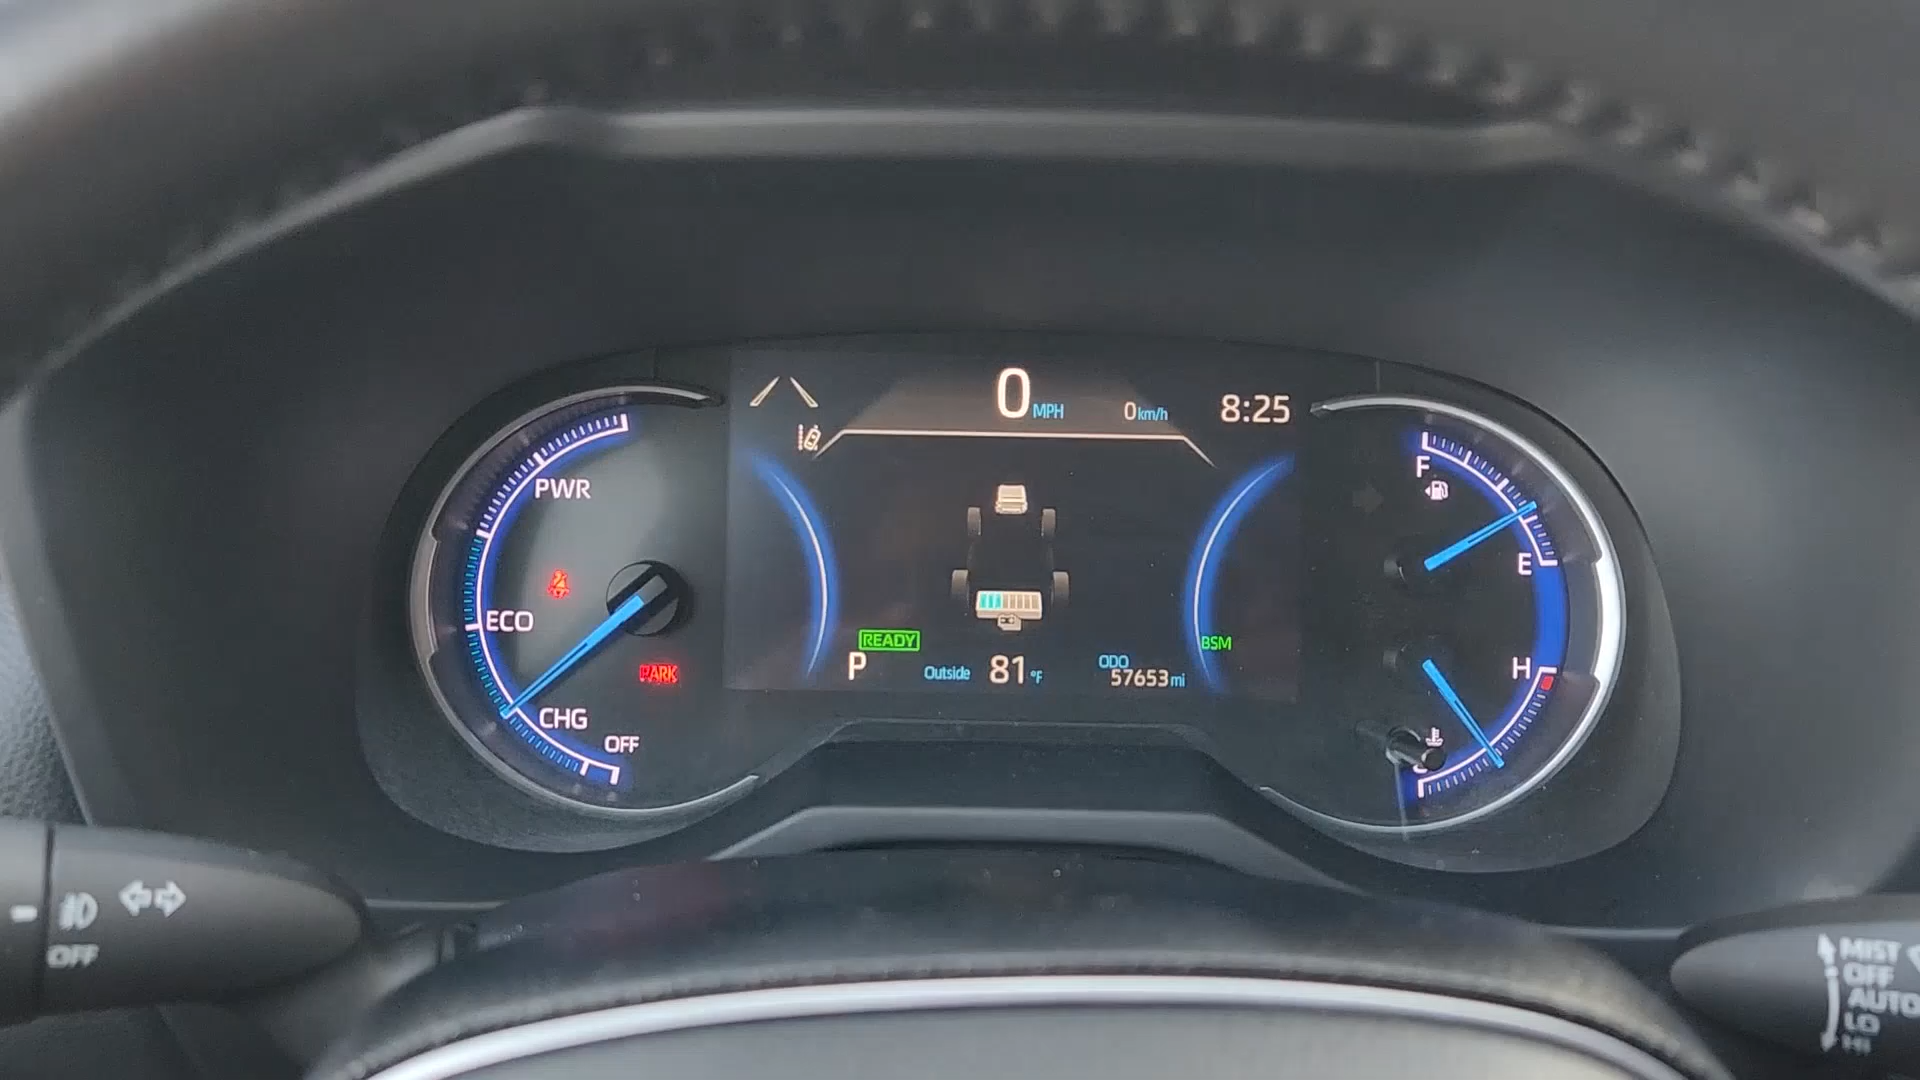 0 MPH 0 km/h 8:25
PWR
ECO
CHG
OFF
PARK
READY
P Outside 81 °F
ODO
57653 mi
BSM
F
E
H
OFF
MIST
OFF
AUTO
LO
HI